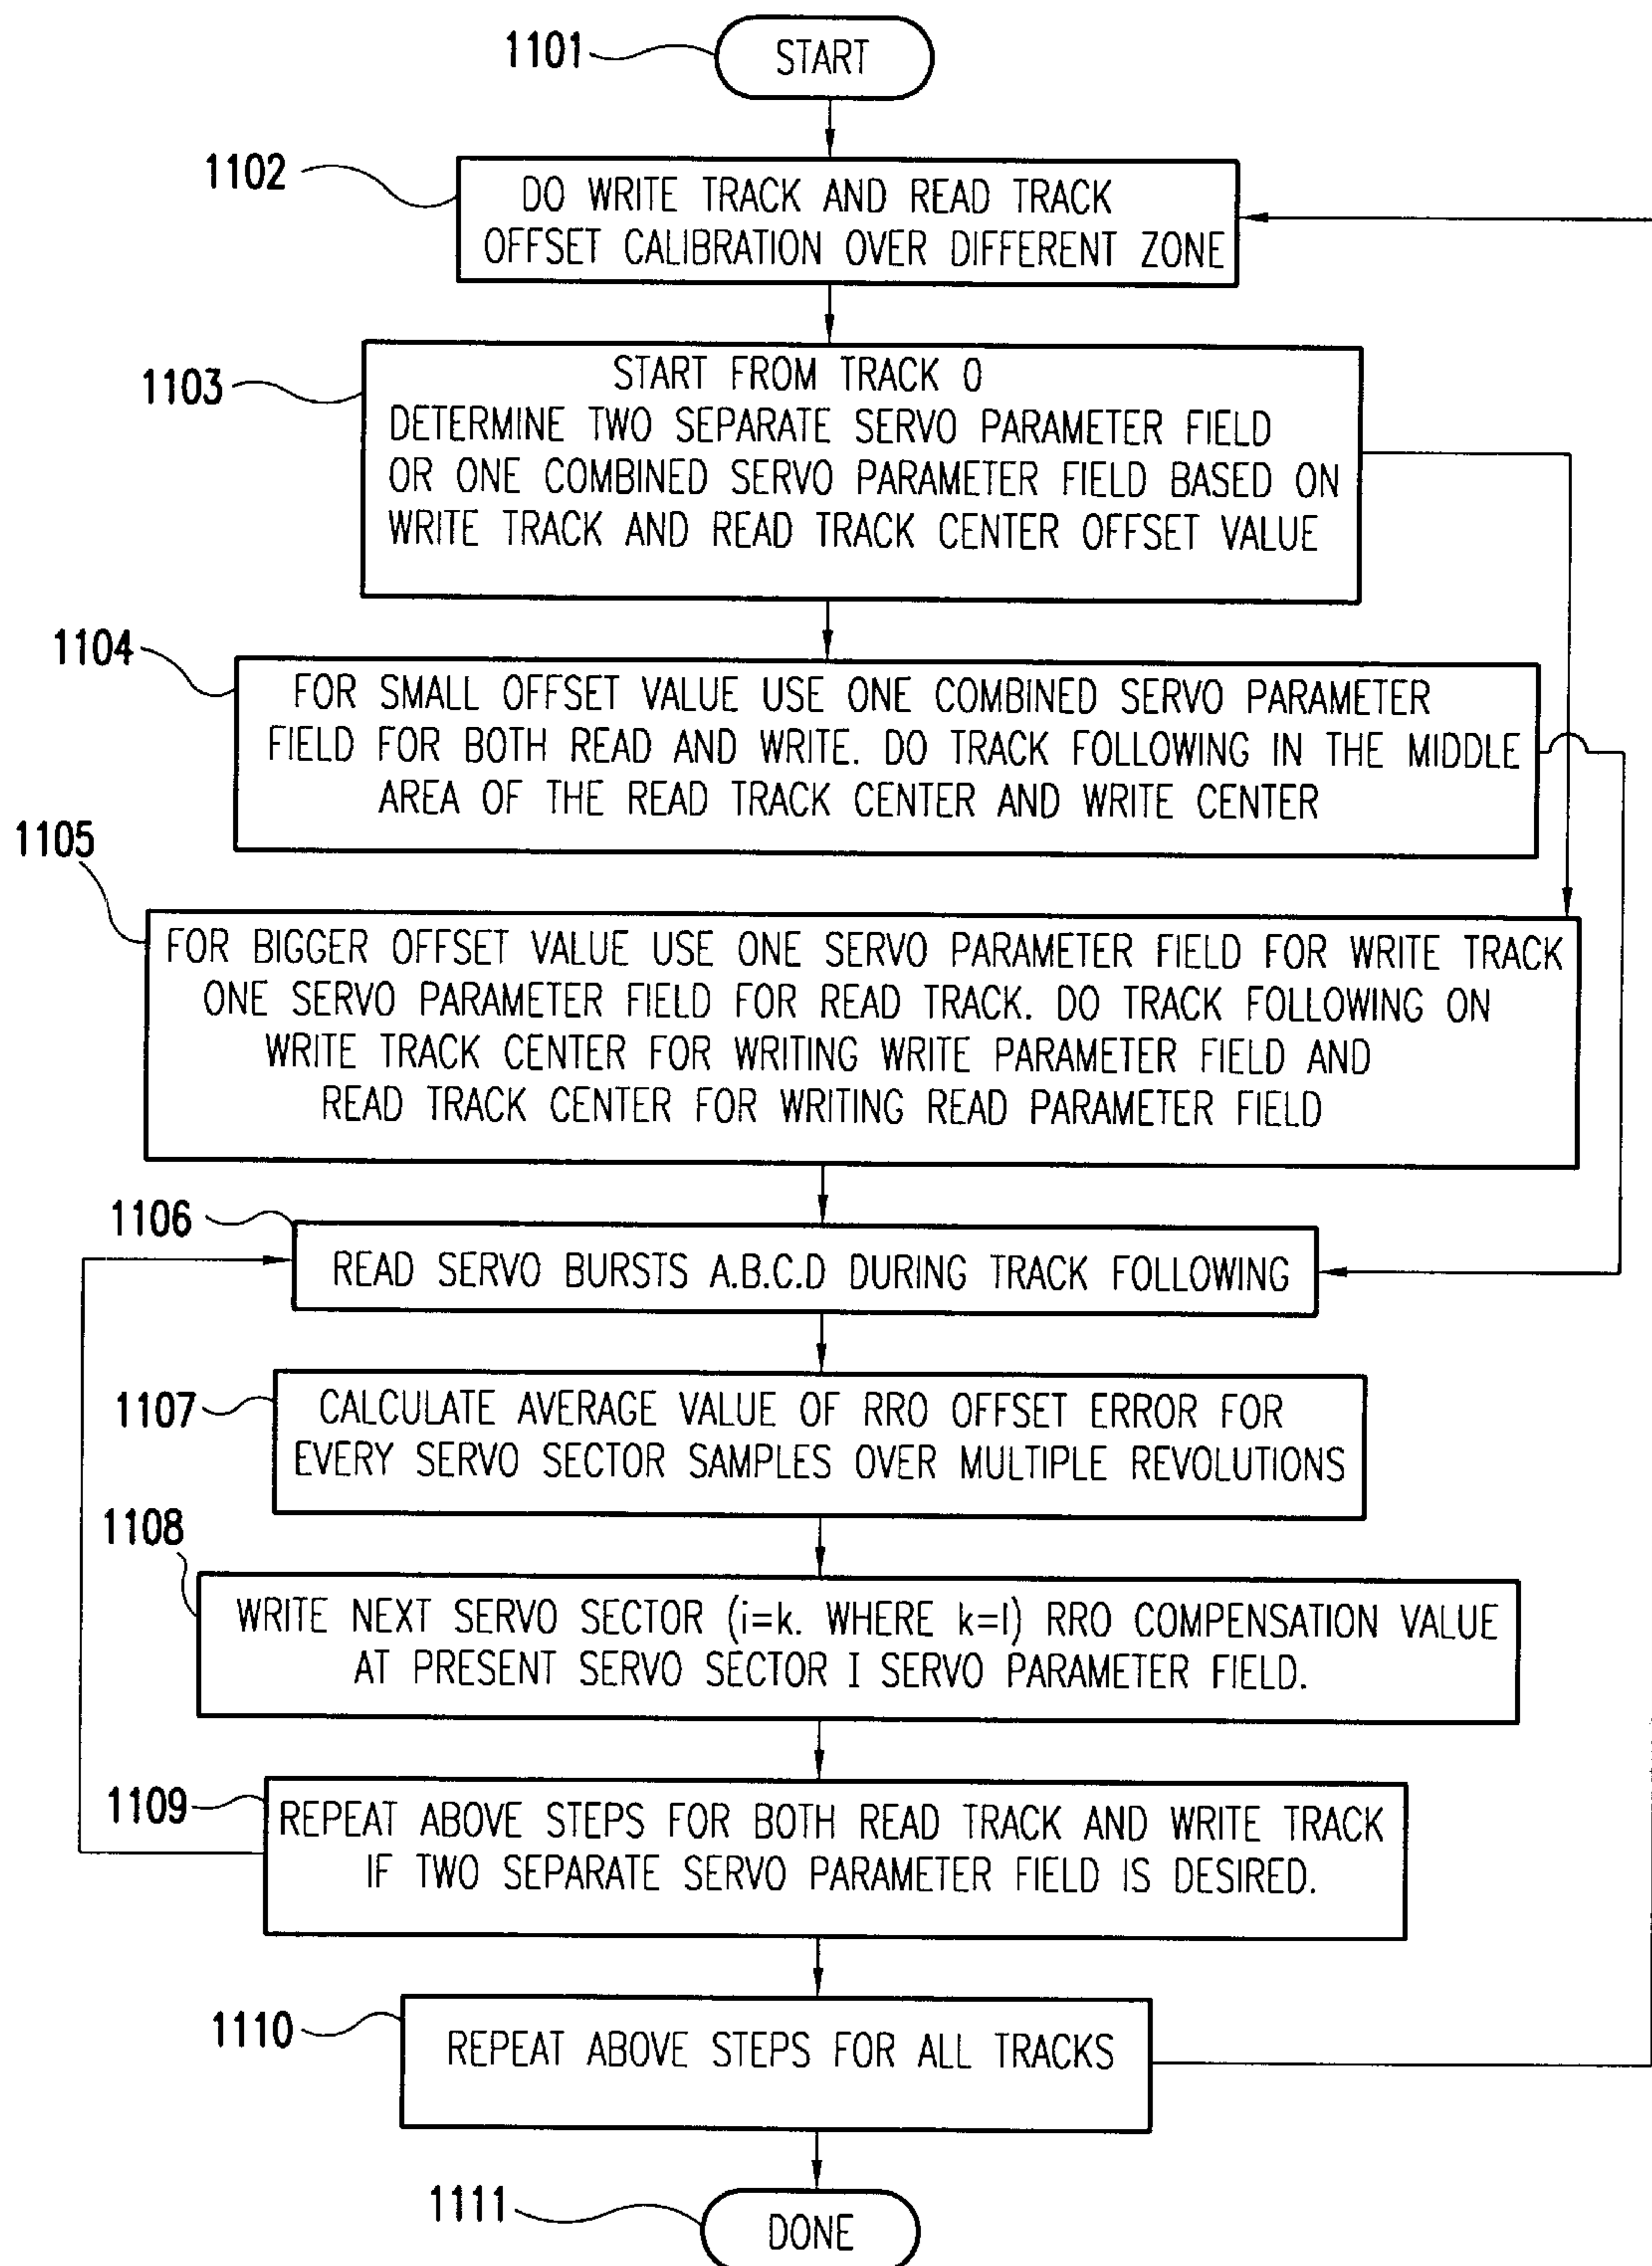 1101
START
1102
DO WRITE TRACK AND READ TRACK
OFFSET CALIBRATION OVER DIFFERENT ZONE
1103
START FROM TRACK 0
DETERMINE TWO SEPARATE SERVO PARAMETER FIELD
OR ONE COMBINED SERVO PARAMETER FIELD BASED ON
WRITE TRACK AND READ TRACK CENTER OFFSET VALUE
1104
FOR SMALL OFFSET VALUE USE ONE COMBINED SERVO PARAMETER
FIELD FOR BOTH READ AND WRITE. DO TRACK FOLLOWING IN THE MIDDLE
AREA OF THE READ TRACK CENTER AND WRITE CENTER
1105
FOR BIGGER OFFSET VALUE USE ONE SERVO PARAMETER FIELD FOR WRITE TRACK
ONE SERVO PARAMETER FIELD FOR READ TRACK. DO TRACK FOLLOWING ON
WRITE TRACK CENTER FOR WRITING WRITE PARAMETER FIELD AND
READ TRACK CENTER FOR WRITING READ PARAMETER FIELD
1106
READ SERVO BURSTS A.B.C.D DURING TRACK FOLLOWING
1107
CALCULATE AVERAGE VALUE OF RRO OFFSET ERROR FOR
EVERY SERVO SECTOR SAMPLES OVER MULTIPLE REVOLUTIONS
1108
WRITE NEXT SERVO SECTOR (i=k. WHERE k=I) RRO COMPENSATION VALUE
AT PRESENT SERVO SECTOR I SERVO PARAMETER FIELD.
1109
REPEAT ABOVE STEPS FOR BOTH READ TRACK AND WRITE TRACK
IF TWO SEPARATE SERVO PARAMETER FIELD IS DESIRED.
1110
REPEAT ABOVE STEPS FOR ALL TRACKS
1111
DONE